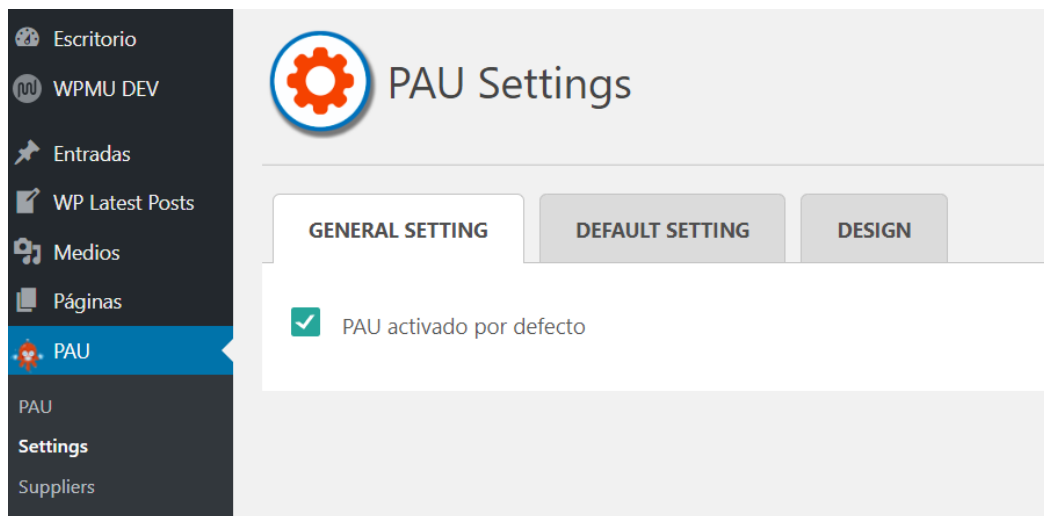 Escritorio
WPMU DEV
Entradas
WP Latest Posts
Medios
Páginas
PAU
PAU
Settings
Suppliers
PAU Settings
GENERAL SETTING
DEFAULT SETTING
DESIGN
PAU activado por defecto